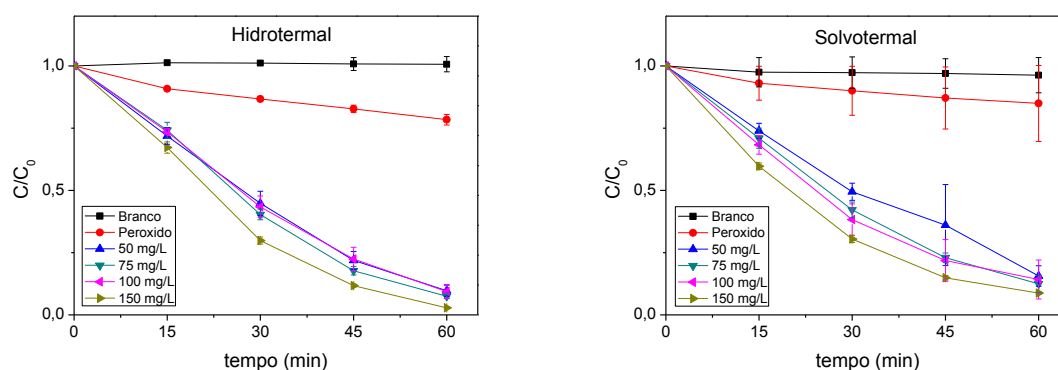 Hidrotermal
1,0
0,5
0,0
C/C₀
Branco
Peroxido
50 mg/L
75 mg/L
100 mg/L
150 mg/L
0 15 30 45 60
tempo (min)
Solvotermal
1,0
0,5
0,0
C/C₀
Branco
Peroxido
50 mg/L
75 mg/L
100 mg/L
150 mg/L
0 15 30 45 60
tempo (min)